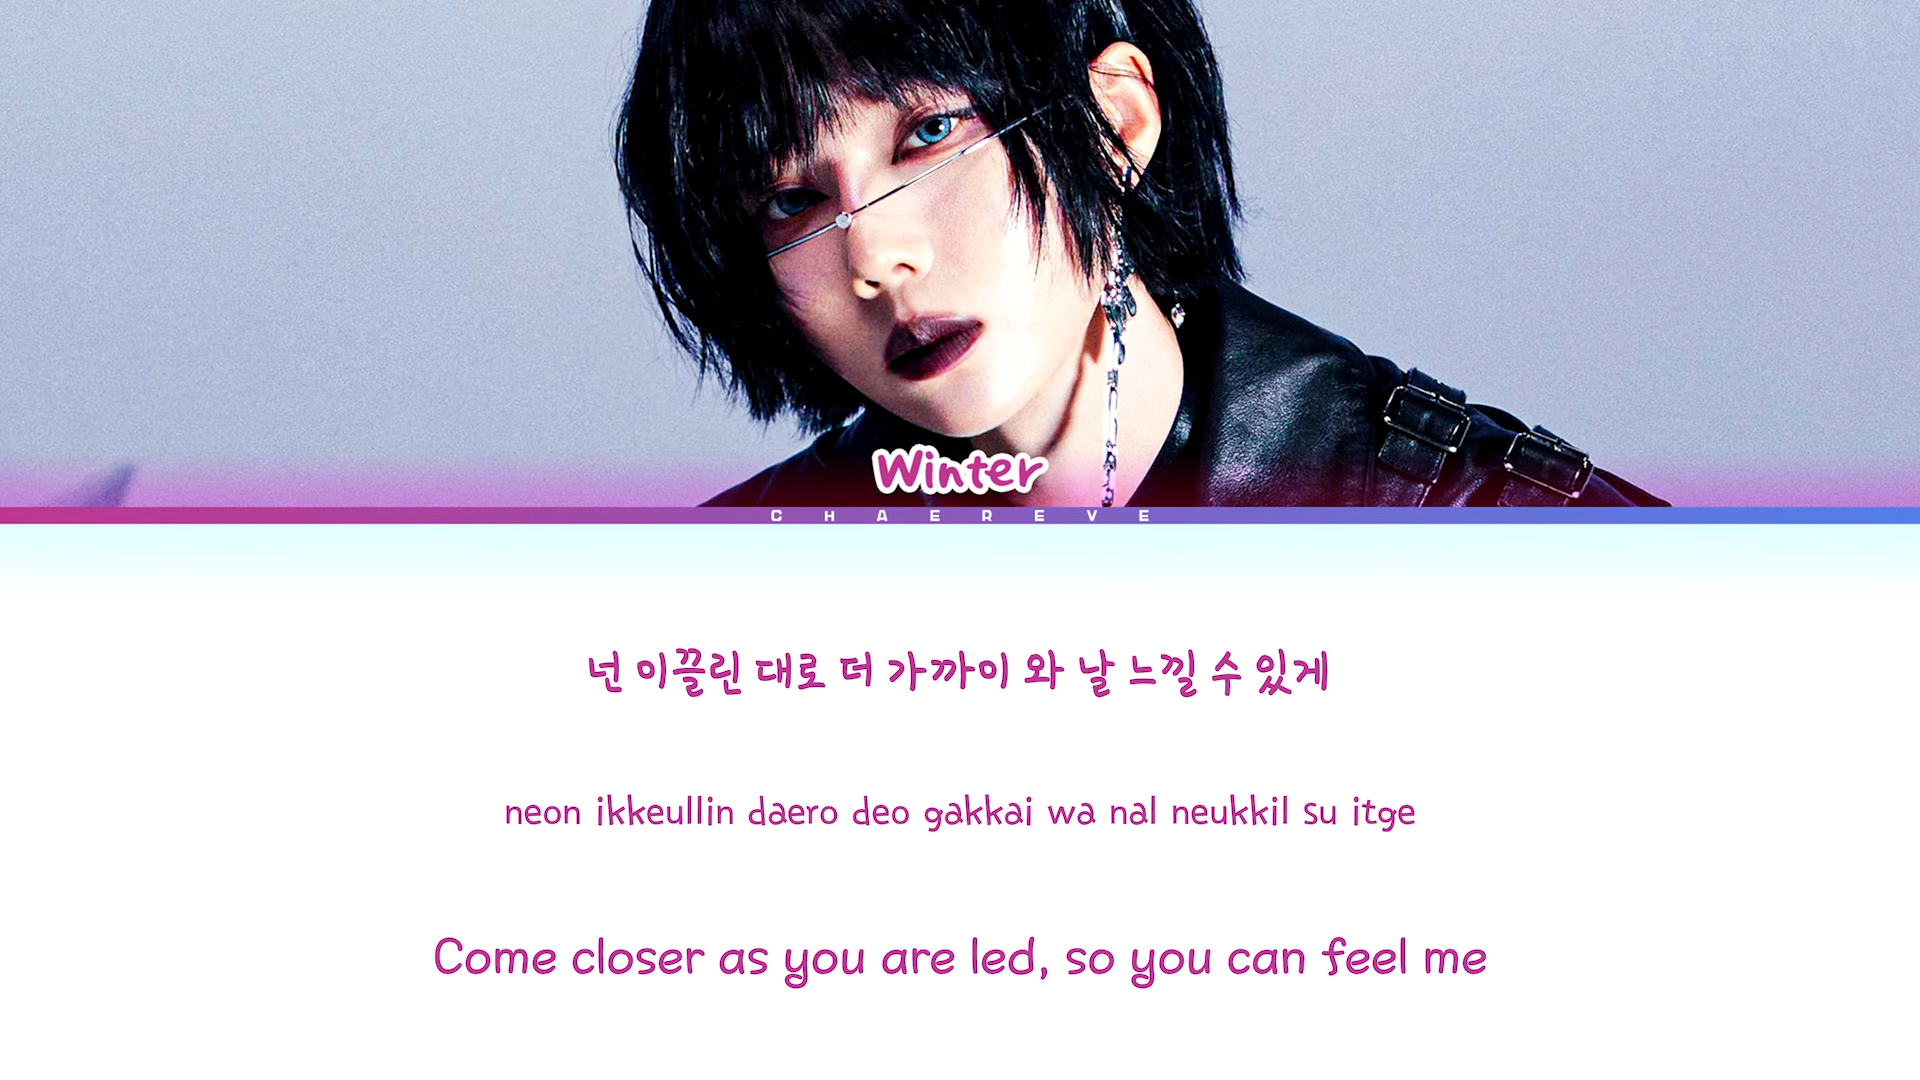 Winter
CHAEREVE
넌 이끌린 대로 더 가까이 와 날 느낄 수 있게
neon ikkeullin daero deo gakkai wa nal neukkil su itge
Come closer as you are led, so you can feel me